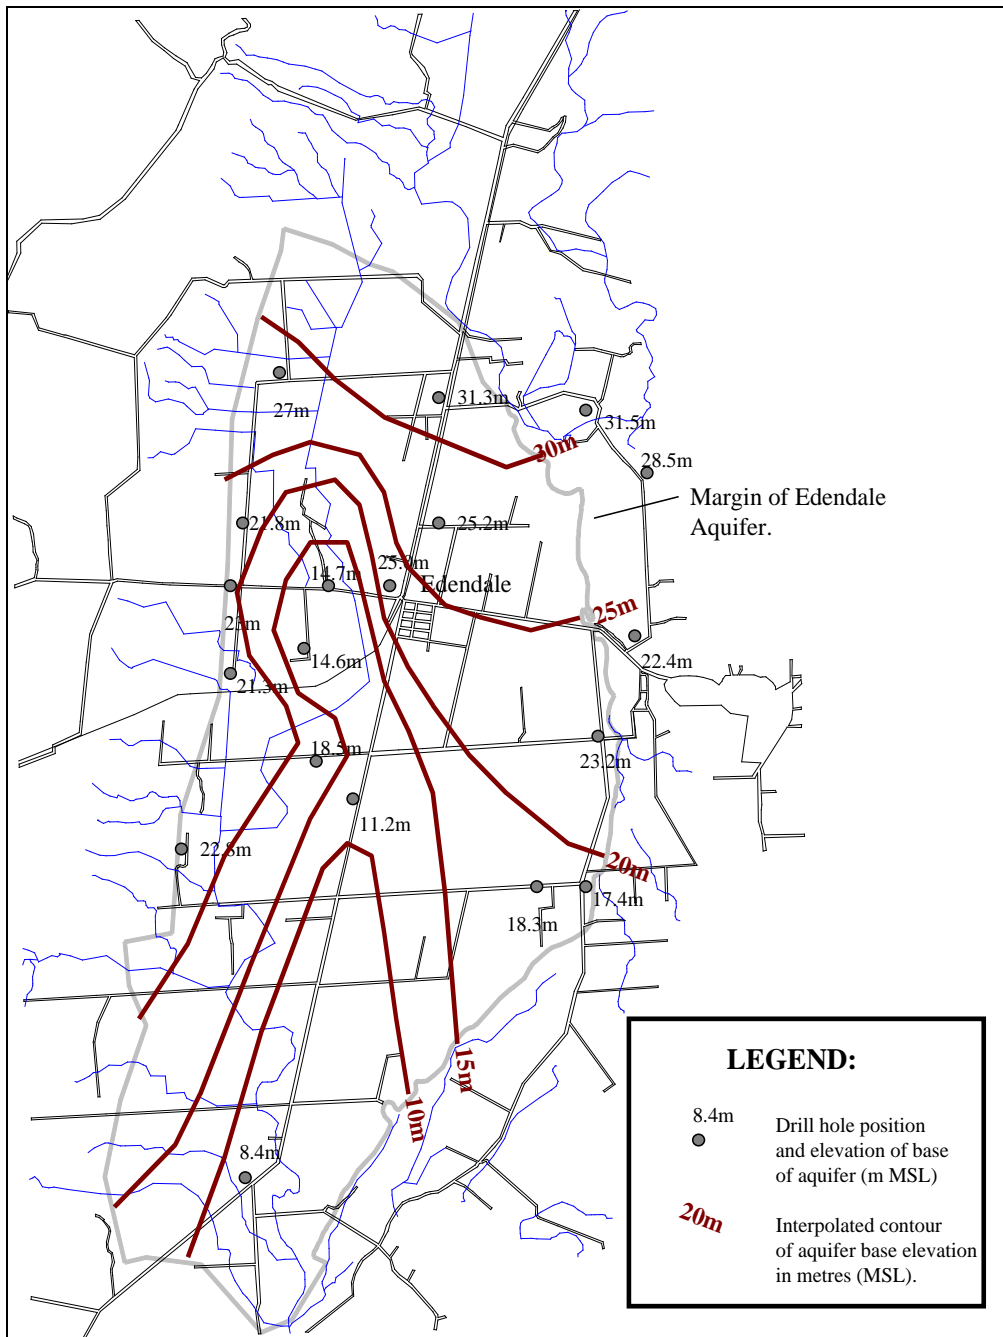 27m
31.3m
31.5m
30m
28.5m
Margin of Edendale
Aquifer.
21.8m
25.2m
25.0m
14.7m
Edendale
23m
25m
14.6m
22.4m
21.3m
18.5m
23.2m
11.2m
22.8m
20m
17.4m
18.3m
15m
10m
8.4m
LEGEND:
8.4m
Drill hole position
and elevation of base
of aquifer (m MSL)
20m
Interpolated contour
of aquifer base elevation
in metres (MSL).